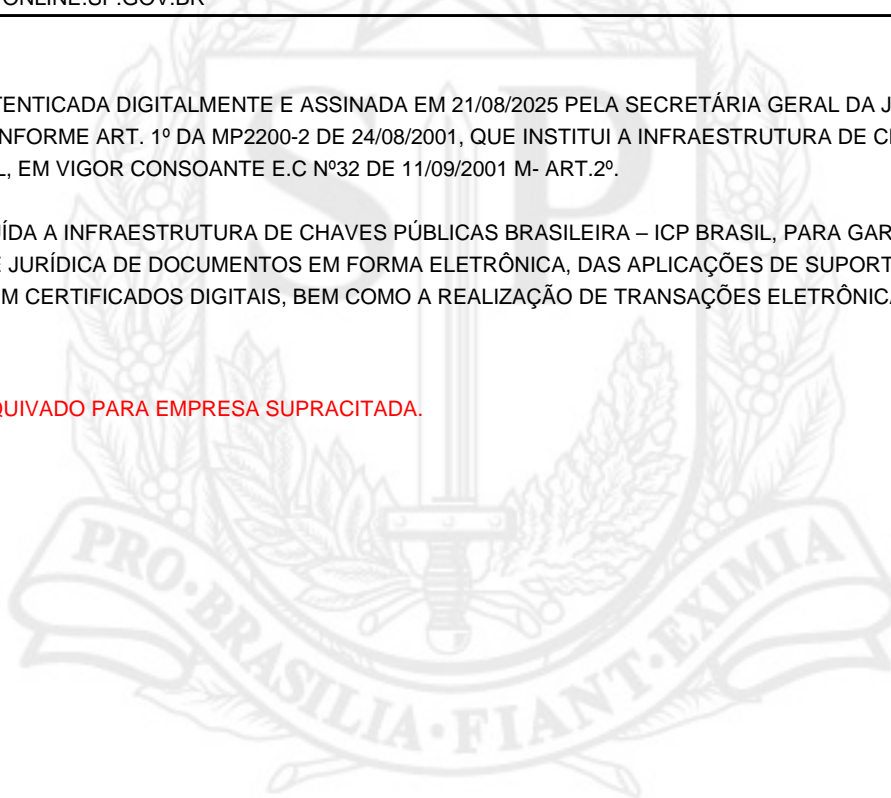 ONLINE.SP.GOV.BR
TENTICADA DIGITALMENTE E ASSINADA EM 21/08/2025 PELA SECRETÁRIA GERAL DA J
NFORME ART. 1º DA MP2200-2 DE 24/08/2001, QUE INSTITUI A INFRAESTRUTURA DE C
L, EM VIGOR CONSOANTE E.C Nº32 DE 11/09/2001 M- ART.2º.
ÍDA A INFRAESTRUTURA DE CHAVES PÚBLICAS BRASILEIRA – ICP BRASIL, PARA GAR
E JURÍDICA DE DOCUMENTOS EM FORMA ELETRÔNICA, DAS APLICAÇÕES DE SUPORT
M CERTIFICADOS DIGITAIS, BEM COMO A REALIZAÇÃO DE TRANSAÇÕES ELETRÔNICA
QUIVADO PARA EMPRESA SUPRACITADA.
SP
PRO·BRASILIA·FIANT·EXIMIA